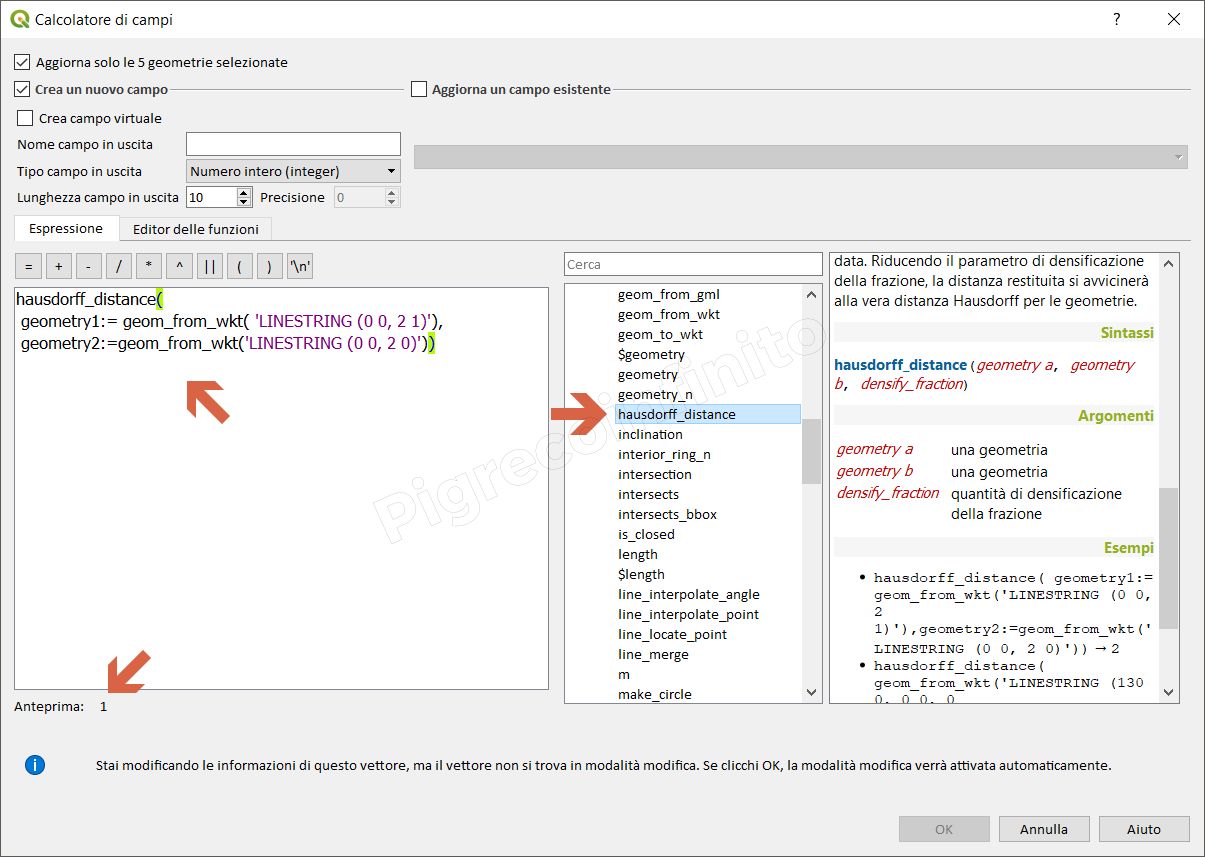 Calcolatore di campi
?
Aggiorna solo le 5 geometrie selezionate
Crea un nuovo campo
Aggiorna un campo esistente
Crea campo virtuale
Nome campo in uscita
Tipo campo in uscita
Numero intero (integer)
Lunghezza campo in uscita
10
Precisione
0
Espressione
Editor delle funzioni
= + - / * ^ || ( ) '\n'
hausdorff_distance(
geometry1:= geom_from_wkt( 'LINESTRING (0 0, 2 1)'),
geometry2:=geom_from_wkt('LINESTRING (0 0, 2 0)'))
Anteprima: 1
Cerca
geom_from_gml
geom_from_wkt
geom_to_wkt
$geometry
geometry
geometry_n
hausdorff_distance
inclination
interior_ring_n
intersection
intersects
intersects_bbox
is_closed
length
$length
line_interpolate_angle
line_interpolate_point
line_locate_point
line_merge
m
make_circle
data. Riducendo il parametro di densificazione
della frazione, la distanza restituita si avvicinerà
alla vera distanza Hausdorff per le geometrie.
Sintassi
hausdorff_distance(geometry a, geometry
b, densify_fraction)
Argomenti
geometry a una geometria
geometry b una geometria
densify_fraction quantità di densificazione
della frazione
Esempi
• hausdorff_distance( geometry1:=
geom_from_wkt('LINESTRING (0 0,
2
1)'),geometry2:=geom_from_wkt('
LINESTRING (0 0, 2 0)')) → 2
• hausdorff_distance(
geom_from_wkt('LINESTRING (130
0, 0 0, 0
Pigrecoinfinito
Stai modificando le informazioni di questo vettore, ma il vettore non si trova in modalità modifica. Se clicchi OK, la modalità modifica verrà attivata automaticamente.
OK
Annulla
Aiuto